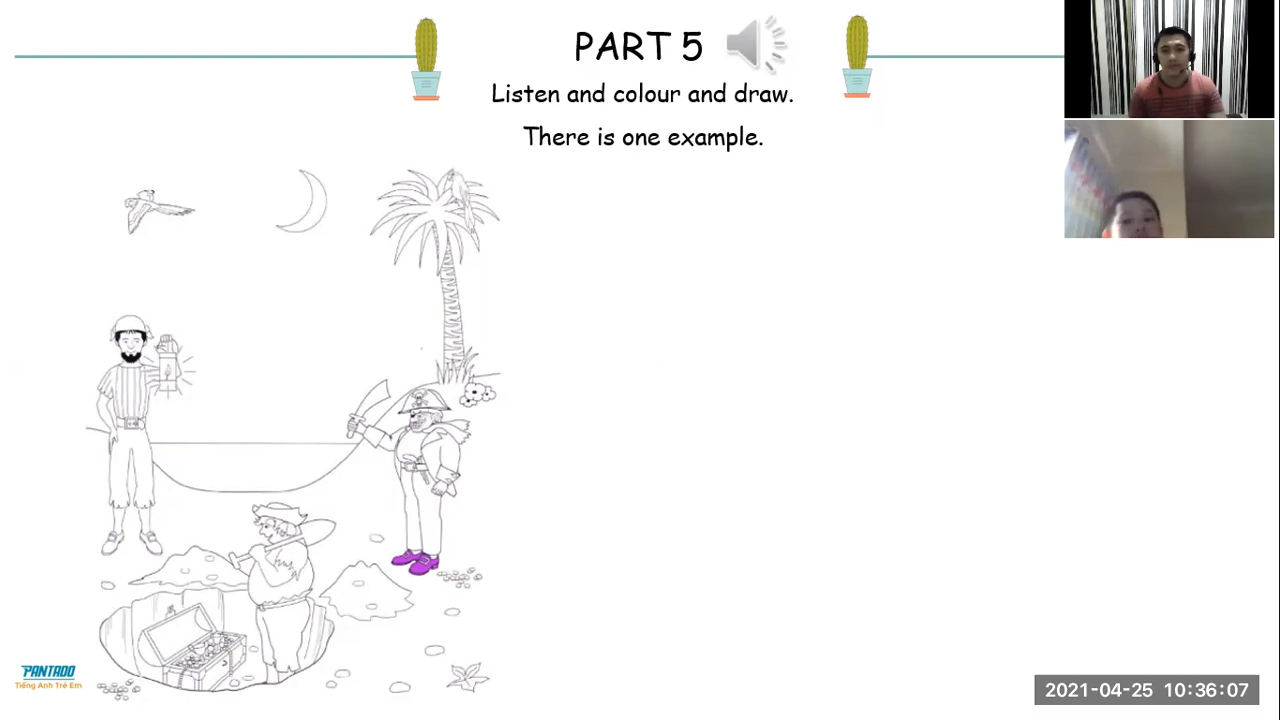 PART 5
Listen and colour and draw.
There is one example.
PANTADO
Tiếng Anh Trẻ Em
2021-04-25 10:36:07